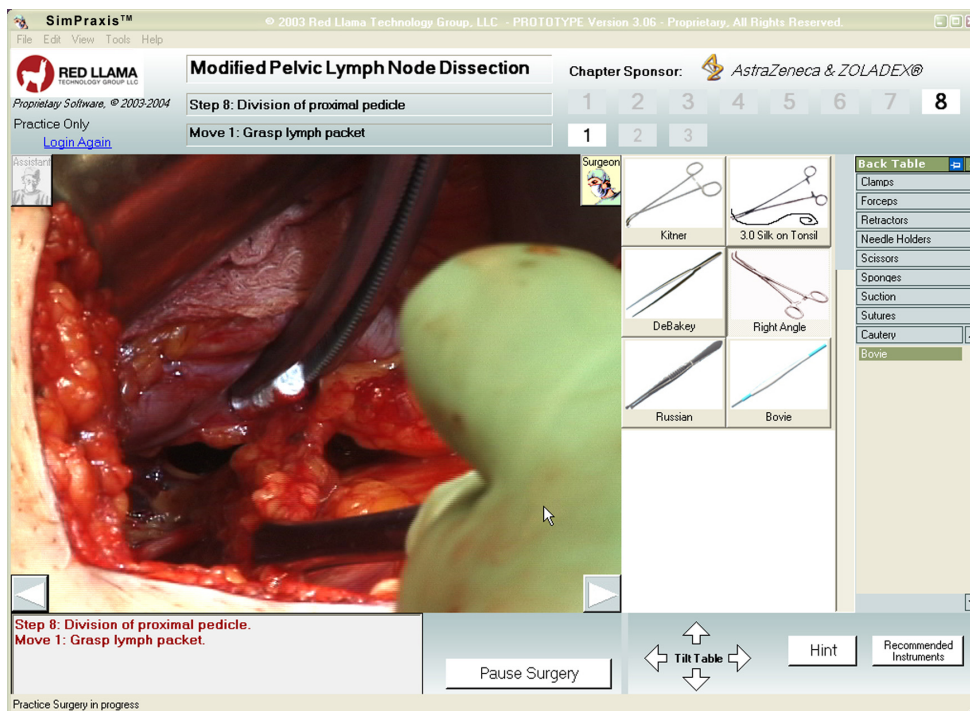 SimPraxis™
© 2003 Red Llama Technology Group, LLC - PROTOTYPE Version 3.06 - Proprietary, All Rights Reserved.
File Edit View Tools Help
RED LLAMA
TECHNOLOGY GROUP LLC
Proprietary Software, © 2003-2004
Practice Only
Login Again
Modified Pelvic Lymph Node Dissection
Step 8: Division of proximal pedicle
Move 1: Grasp lymph packet
Chapter Sponsor: AstraZeneca & ZOLADEX®
1 2 3 4 5 6 7 8
1 2 3
Assistant
Surgeon
Kitner
3.0 Silk on Tonsil
DeBakey
Right Angle
Russian
Bovie
Back Table
Clamps
Forceps
Retractors
Needle Holders
Scissors
Sponges
Suction
Sutures
Cautery
Bovie
Step 8: Division of proximal pedicle.
Move 1: Grasp lymph packet.
Pause Surgery
Tilt Table
Hint
Recommended
Instruments
Practice Surgery in progress